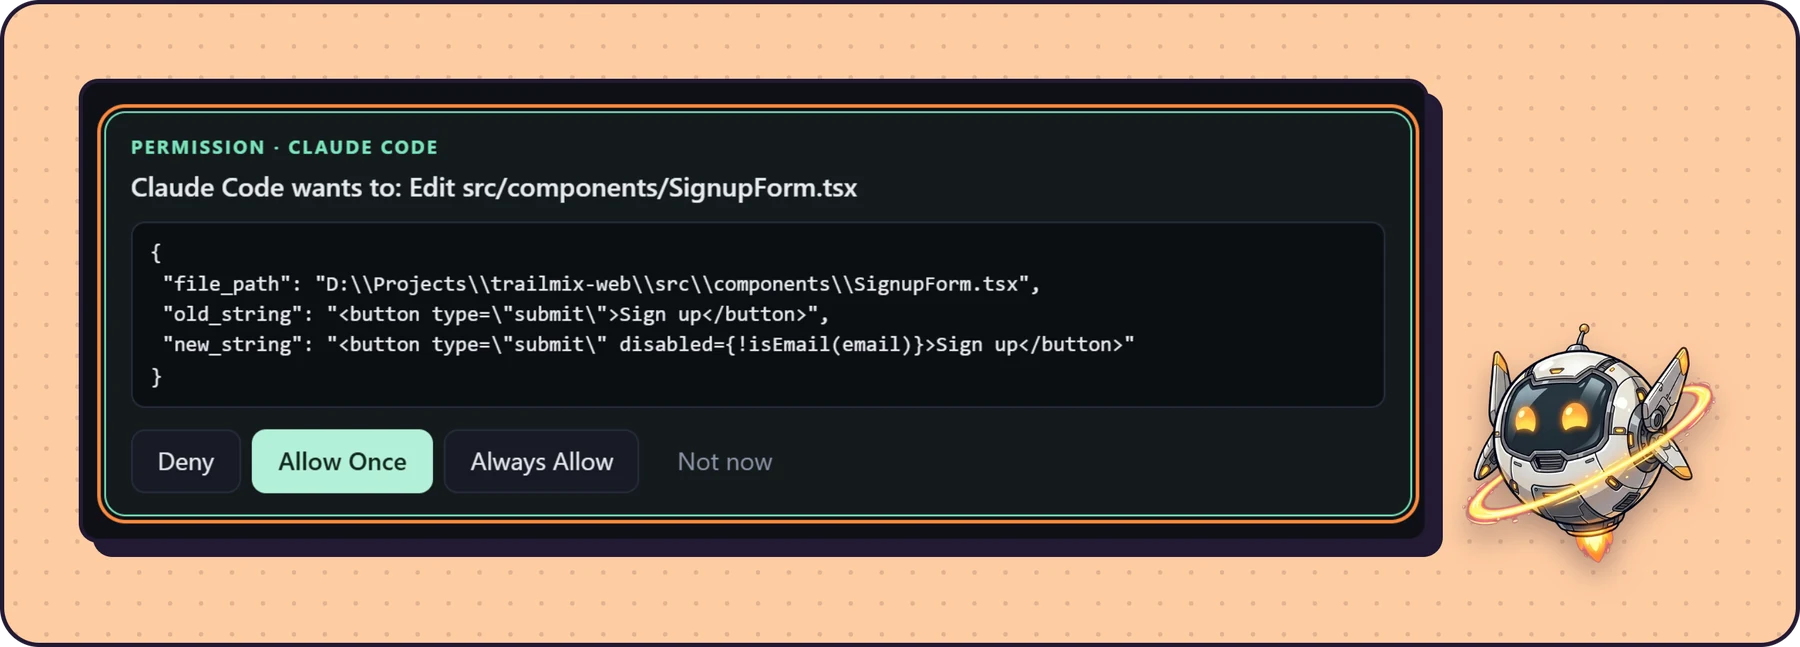 PERMISSION · CLAUDE CODE
Claude Code wants to: Edit src/components/SignupForm.tsx
{
 "file_path": "D:\\Projects\\trailmix-web\\src\\components\\SignupForm.tsx",
 "old_string": "<button type=\"submit\">Sign up</button>",
 "new_string": "<button type=\"submit\" disabled={!isEmail(email)}>Sign up</button>"
}
Deny Allow Once Always Allow Not now